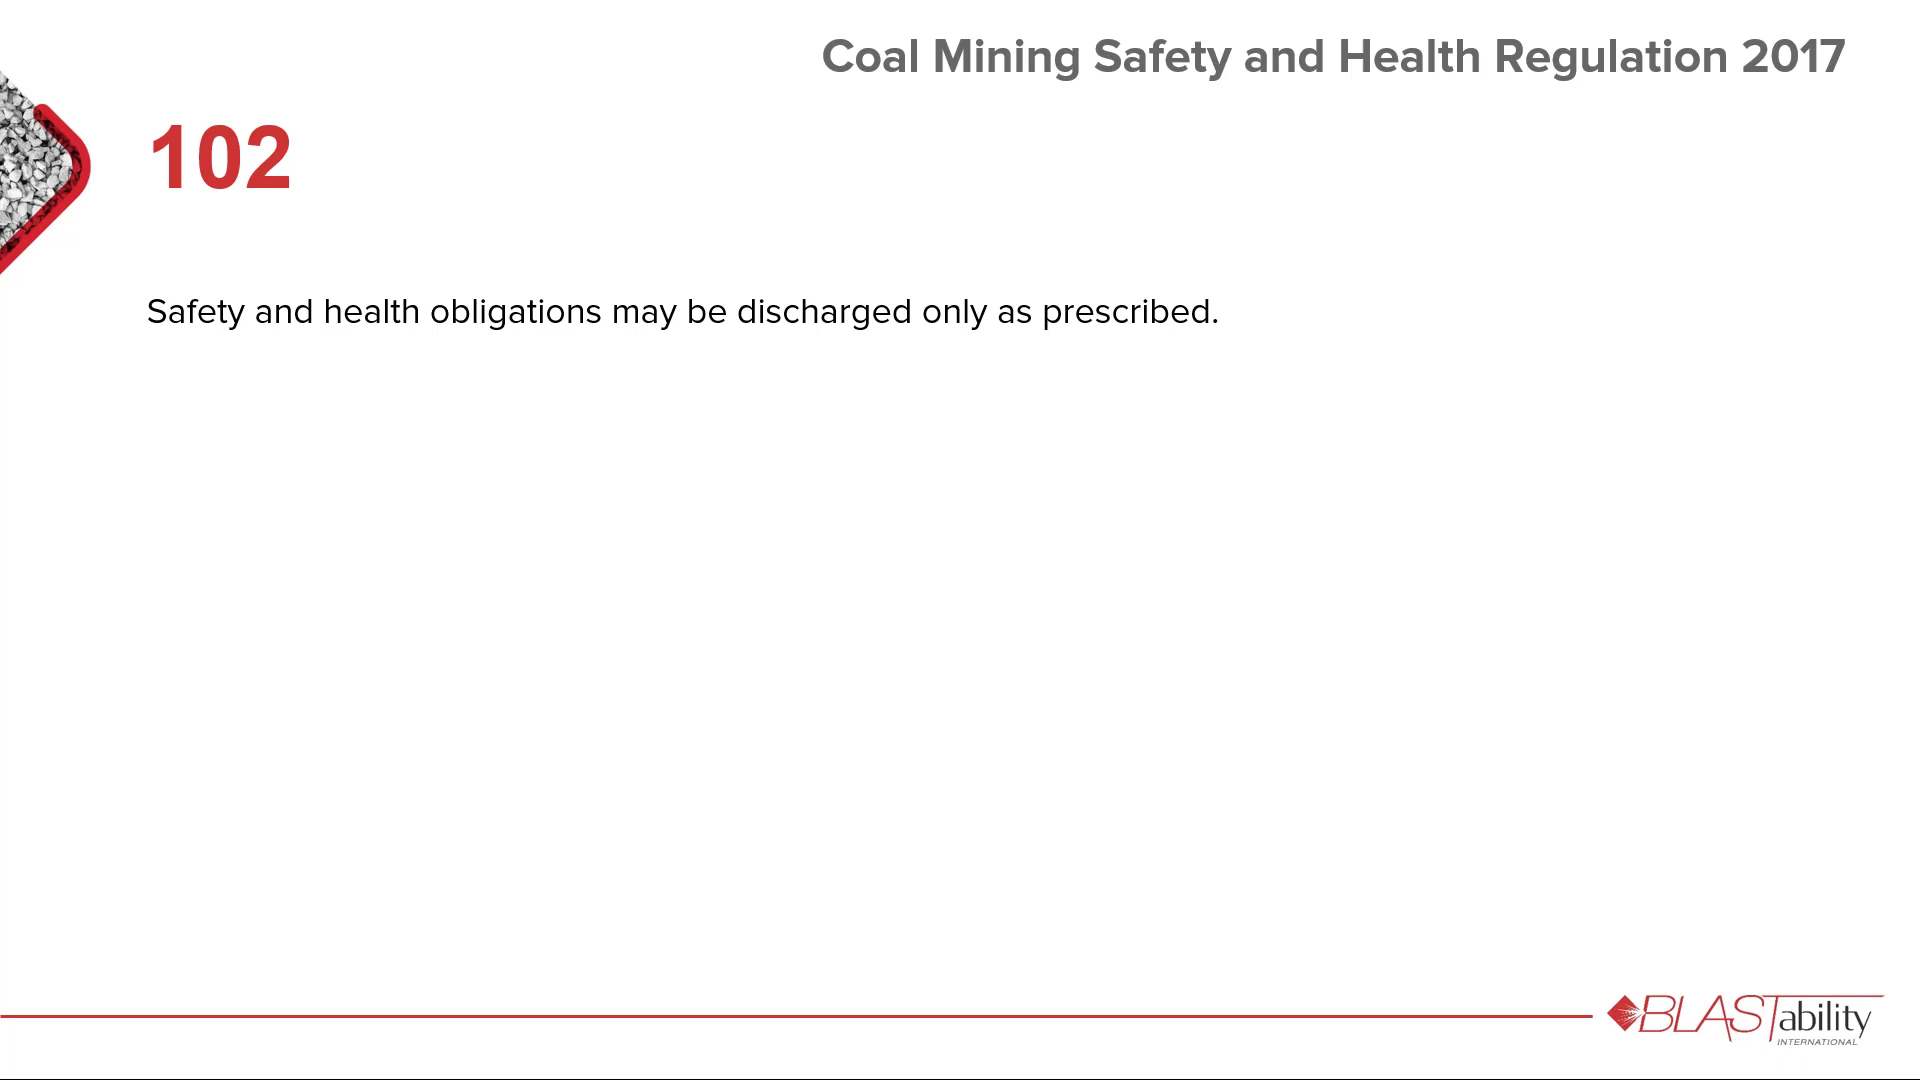 Coal Mining Safety and Health Regulation 2017
102
Safety and health obligations may be discharged only as prescribed.
BLASTability
INTERNATIONAL